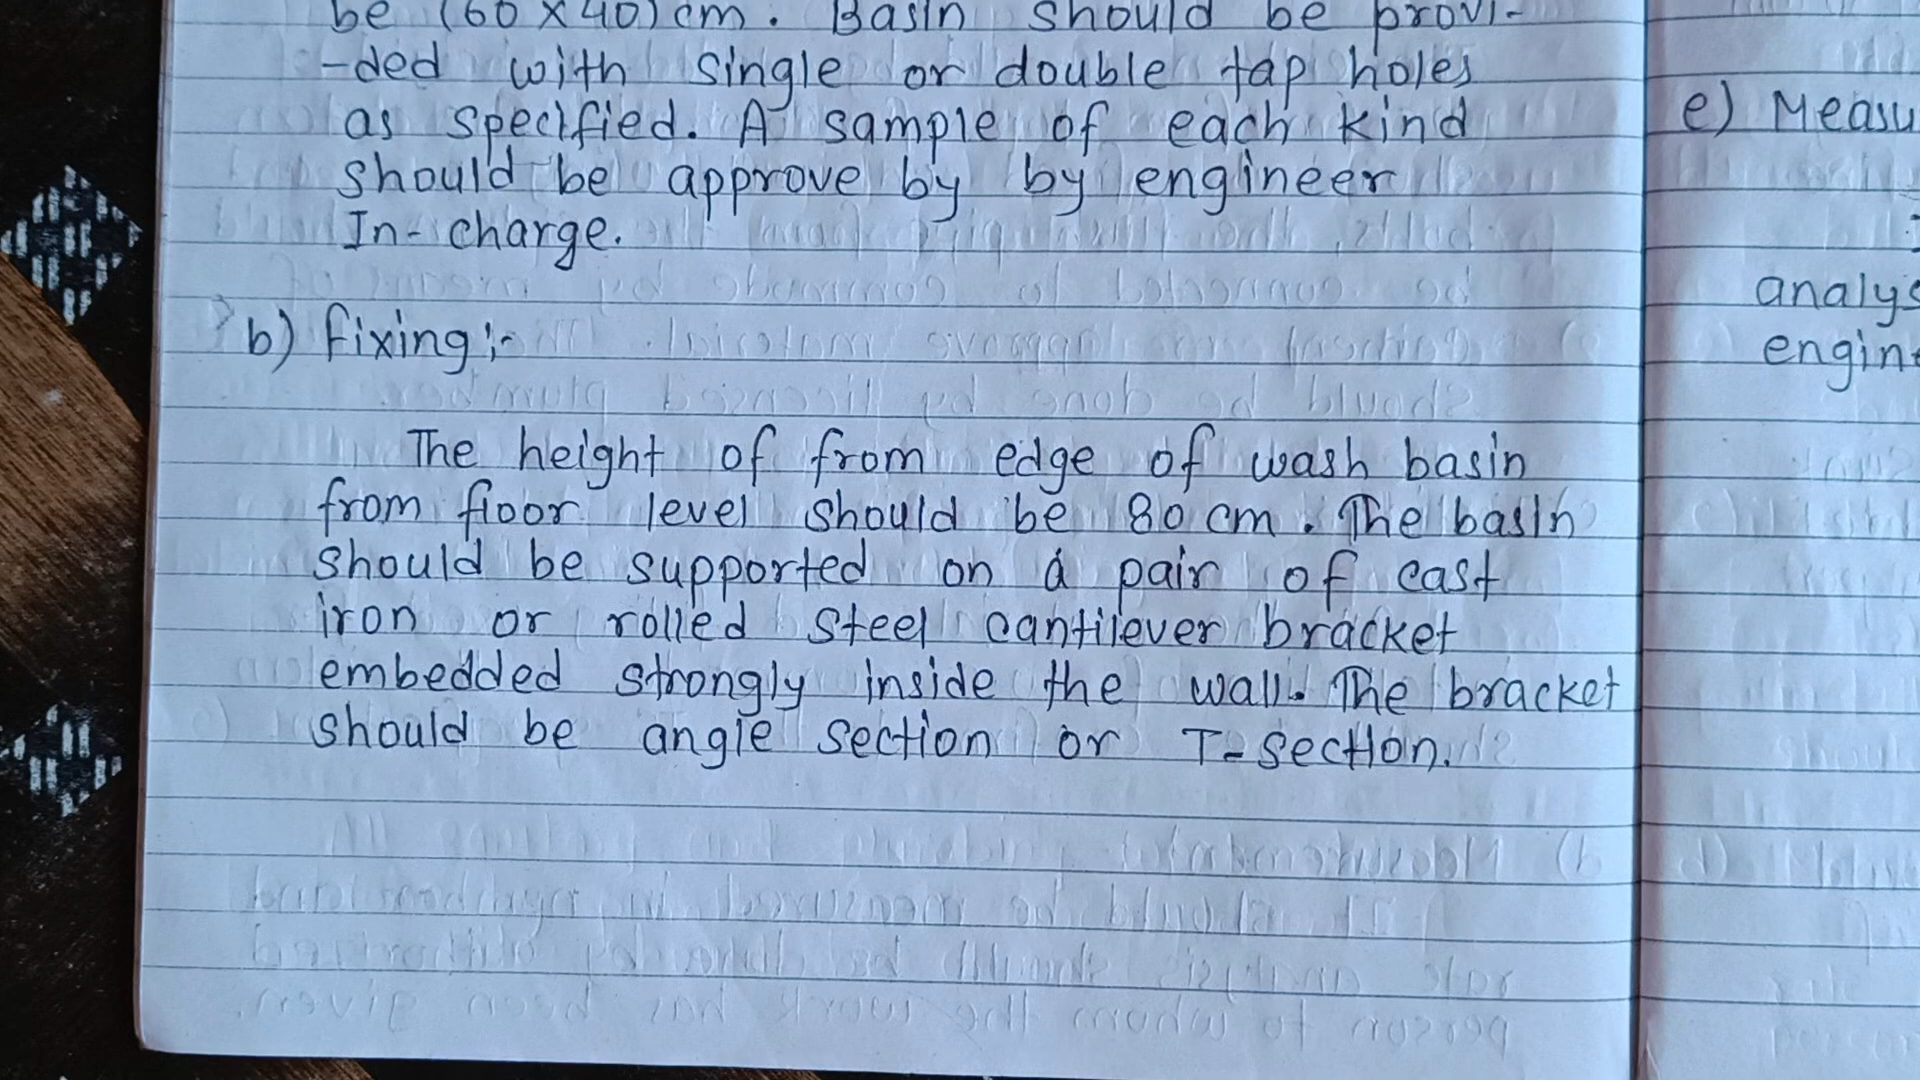 be (60 x 40) cm. Basin should be provi-
-ded with single or double tap holes
as specified. A sample of each kind
should be approve by by engineer
In-charge.
b) fixing :-
The height of from edge of wash basin
from floor level should be 80 cm. The basin
should be supported on a pair of cast
iron or rolled steel cantilever bracket
embedded strongly inside the wall. The bracket
should be angle section or T-section.
e) Measu
analys
engine